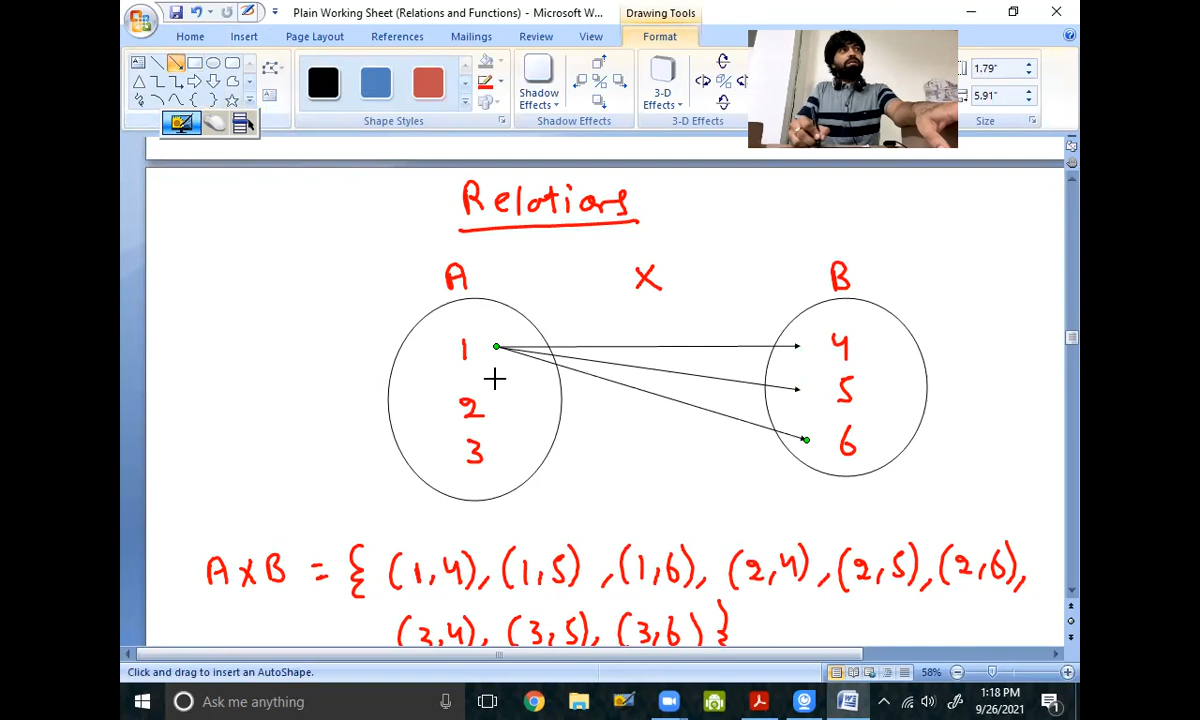 Plain Working Sheet (Relations and Functions) - Microsoft W...
Drawing Tools
Home Insert Page Layout References Mailings Review View Format
Shadow Effects
3-D Effects
1.79"
5.91"
Shape Styles
Shadow Effects
3-D Effects
Size
Relations
A X B
1 4
2 5
3 6
A X B = { (1,4), (1,5) , (1,6), (2,4), (2,5), (2,6),
(3,4), (3,5), (3,6) }
Click and drag to insert an AutoShape.
58%
Ask me anything
1:18 PM
9/26/2021
1